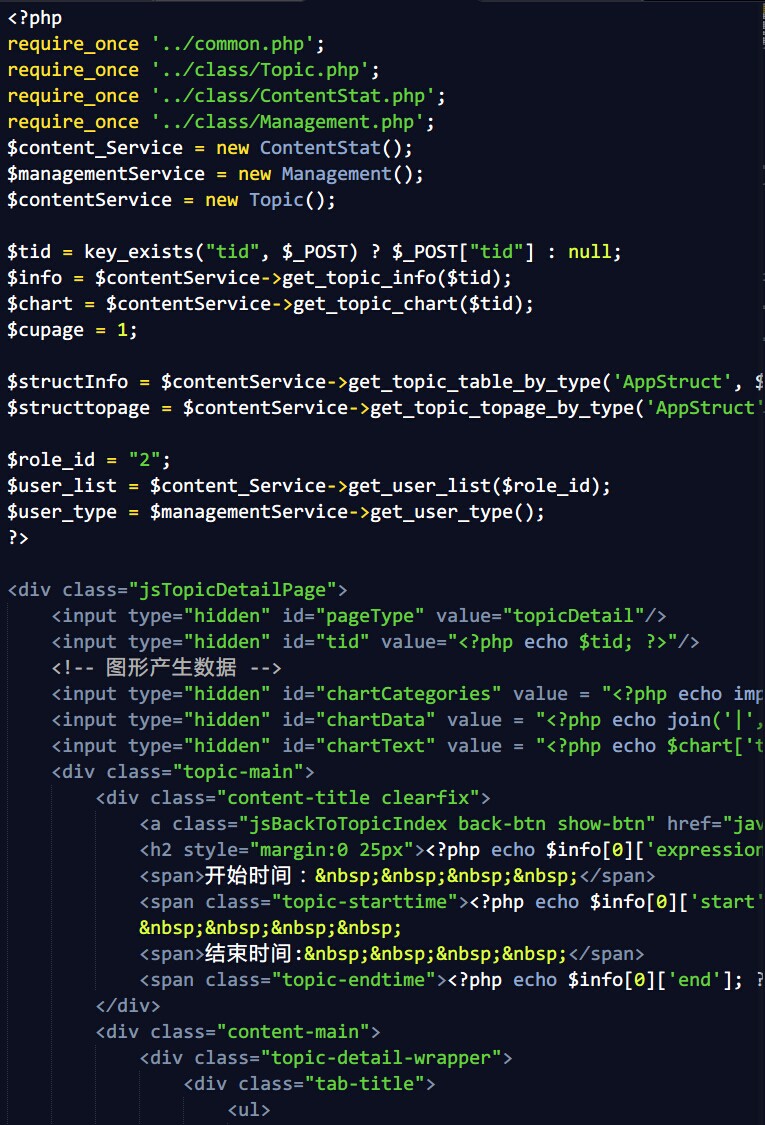 <?php
require_once '../common.php';
require_once '../class/Topic.php';
require_once '../class/ContentStat.php';
require_once '../class/Management.php';
$content_Service = new ContentStat();
$managementService = new Management();
$contentService = new Topic();

$tid = key_exists("tid", $_POST) ? $_POST["tid"] : null;
$info = $contentService->get_topic_info($tid);
$chart = $contentService->get_topic_chart($tid);
$cupage = 1;

$structInfo = $contentService->get_topic_table_by_type('AppStruct', $
$structtopage = $contentService->get_topic_topage_by_type('AppStruct'

$role_id = "2";
$user_list = $content_Service->get_user_list($role_id);
$user_type = $managementService->get_user_type();
?>

<div class="jsTopicDetailPage">
    <input type="hidden" id="pageType" value="topicDetail"/>
    <input type="hidden" id="tid" value="<?php echo $tid; ?>"/>
    <!-- 图形产生数据 -->
    <input type="hidden" id="chartCategories" value = "<?php echo imp
    <input type="hidden" id="chartData" value = "<?php echo join('|',
    <input type="hidden" id="chartText" value = "<?php echo $chart['t
    <div class="topic-main">
        <div class="content-title clearfix">
            <a class="jsBackToTopicIndex back-btn show-btn" href="jav
            <h2 style="margin:0 25px"><?php echo $info[0]['expression
            <span>开始时间：&nbsp;&nbsp;&nbsp;&nbsp;</span>
            <span class="topic-starttime"><?php echo $info[0]['start'
            &nbsp;&nbsp;&nbsp;&nbsp;
            <span>结束时间:&nbsp;&nbsp;&nbsp;&nbsp;</span>
            <span class="topic-endtime"><?php echo $info[0]['end']; ?
        </div>
        <div class="content-main">
            <div class="topic-detail-wrapper">
                <div class="tab-title">
                    <ul>